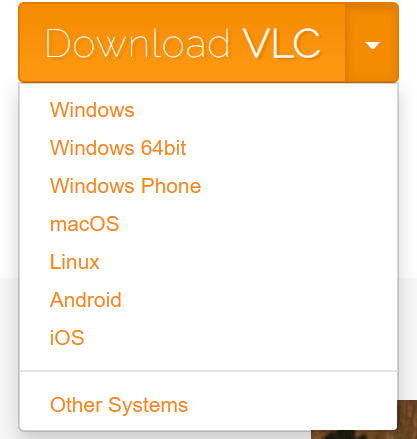 Download VLC
Windows
Windows 64bit
Windows Phone
macOS
Linux
Android
iOS
Other Systems